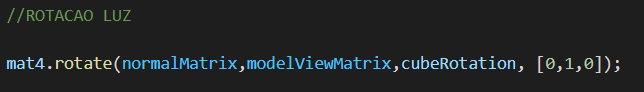 //ROTACAO LUZ
mat4.rotate(normalMatrix,modelViewMatrix,cubeRotation, [0,1,0]);